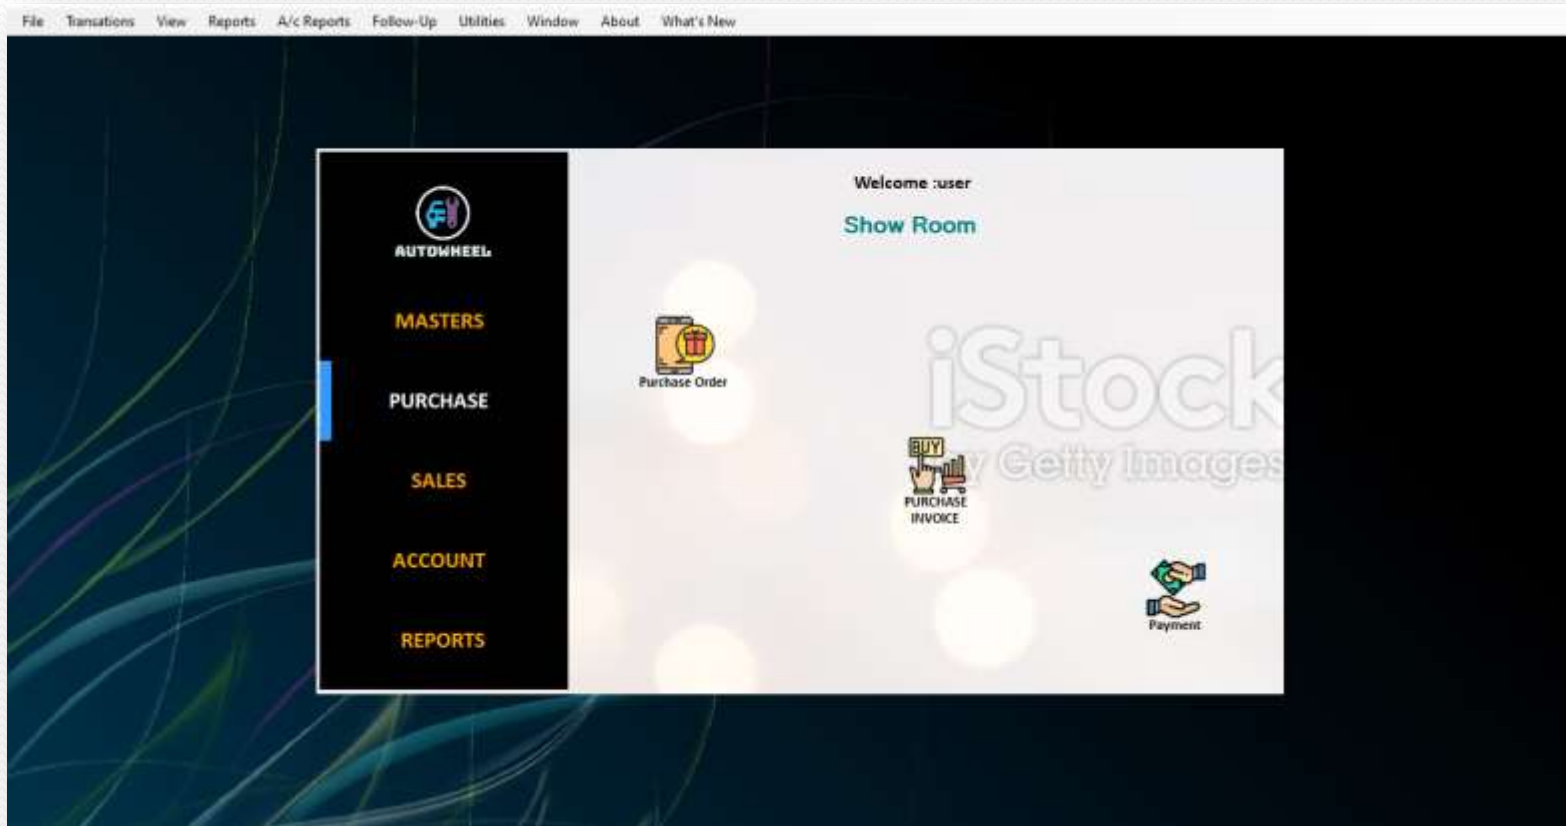 File Transations View Reports A/c Reports Follow-Up Utilities Window About What's New
Welcome :user
Show Room
AUTOWHEEL
MASTERS
PURCHASE
SALES
ACCOUNT
REPORTS
Purchase Order
BUY
PURCHASE
INVOICE
Payment
iStock
by Getty Images